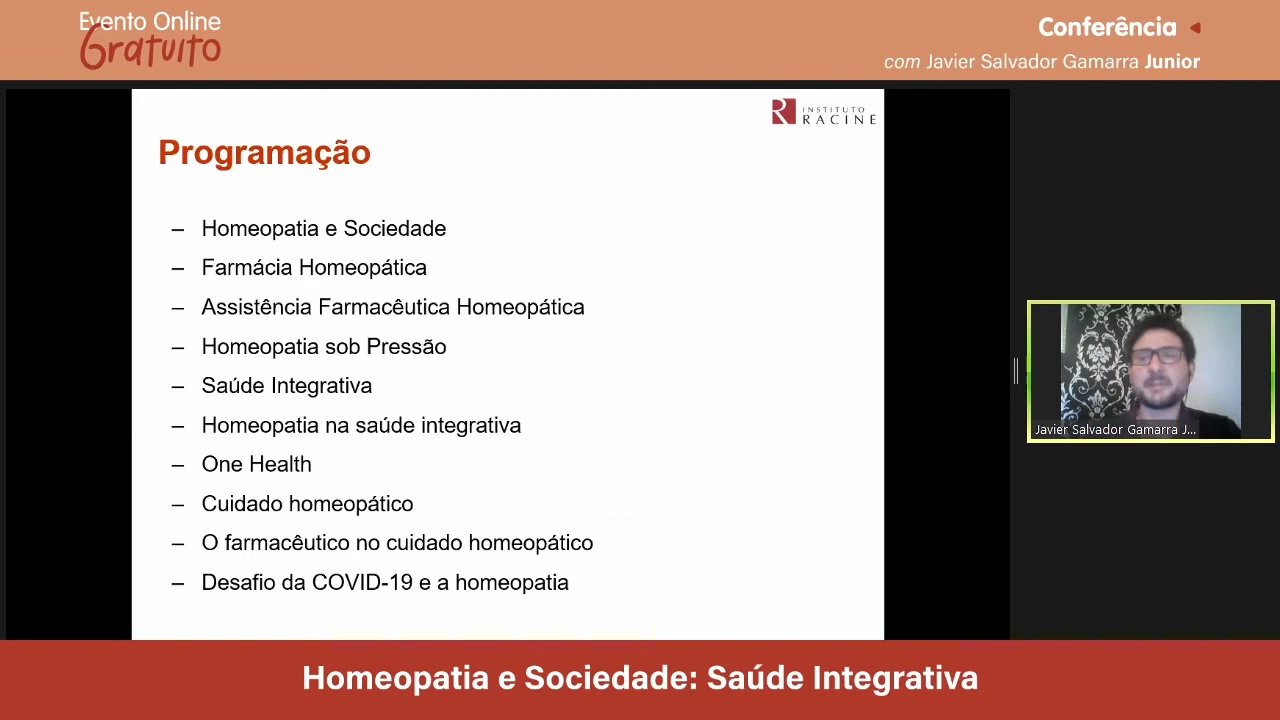 Evento Online
Gratuito
Conferência
com Javier Salvador Gamarra Junior
INSTITUTO
RACINE
Programação
– Homeopatia e Sociedade
– Farmácia Homeopática
– Assistência Farmacêutica Homeopática
– Homeopatia sob Pressão
– Saúde Integrativa
– Homeopatia na saúde integrativa
– One Health
– Cuidado homeopático
– O farmacêutico no cuidado homeopático
– Desafio da COVID-19 e a homeopatia
Javier Salvador Gamarra J...
Homeopatia e Sociedade: Saúde Integrativa